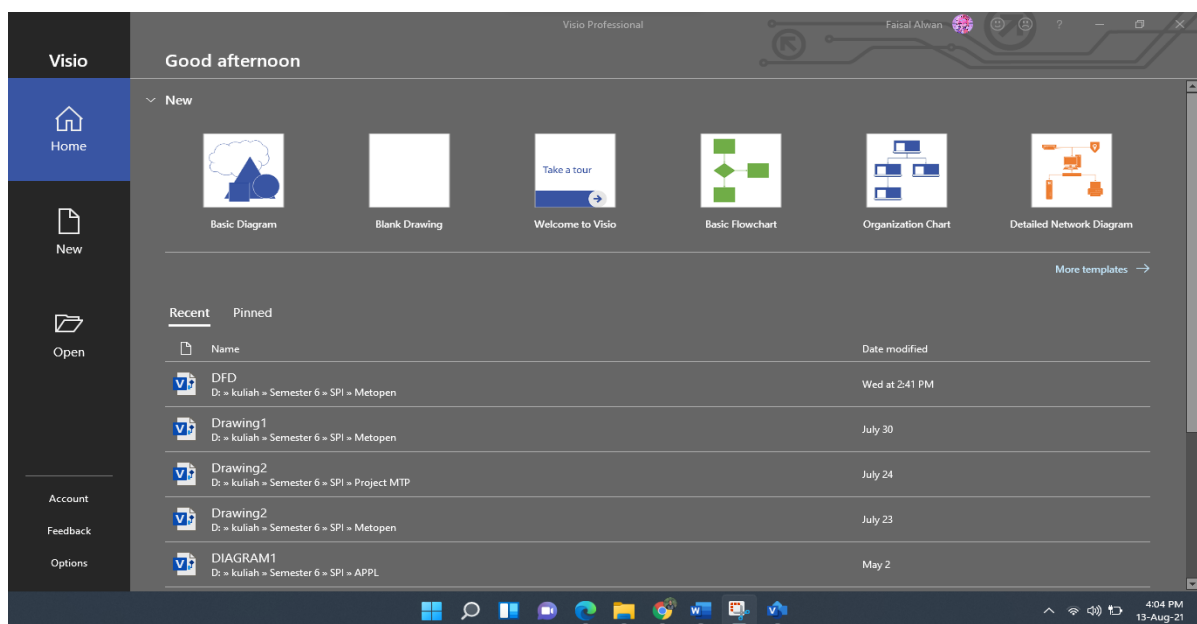 Visio Professional
Faisal Alwan
?
Visio
Good afternoon
New
Home
New
Open
Account
Feedback
Options
Take a tour
Basic Diagram
Blank Drawing
Welcome to Visio
Basic Flowchart
Organization Chart
Detailed Network Diagram
More templates
Recent Pinned
Name Date modified
DFD
D: » kuliah » Semester 6 » SPI » Metopen
Wed at 2:41 PM
Drawing1
D: » kuliah » Semester 6 » SPI » Metopen
July 30
Drawing2
D: » kuliah » Semester 6 » SPI » Project MTP
July 24
Drawing2
D: » kuliah » Semester 6 » SPI » Metopen
July 23
DIAGRAM1
D: » kuliah » Semester 6 » SPI » APPL
May 2
4:04 PM
13-Aug-21